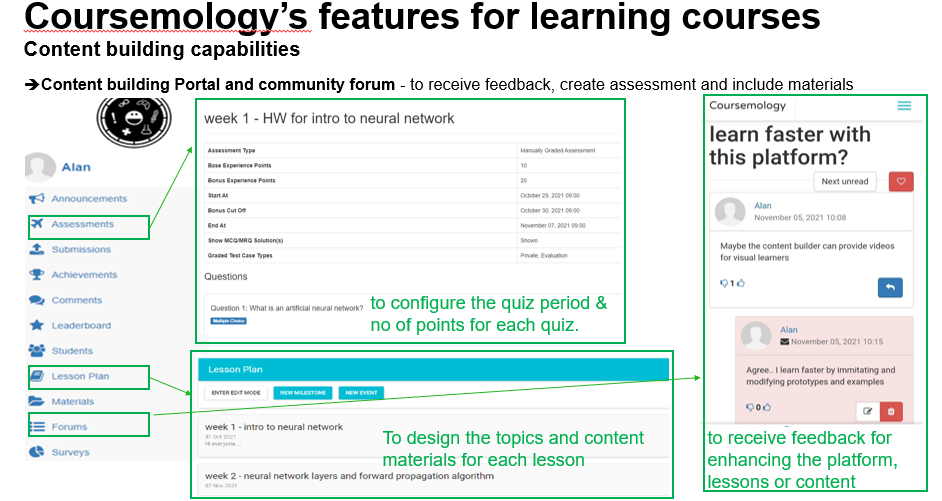 Coursemology's features for learning courses
Content building capabilities
➔Content building Portal and community forum - to receive feedback, create assessment and include materials
Alan
Announcements
Assessments
Submissions
Achievements
Comments
Leaderboard
Students
Lesson Plan
Materials
Forums
Surveys
week 1 - HW for intro to neural network
Assessment Type Manually Graded Assessment
Base Experience Points 10
Bonus Experience Points 20
Start At October 29, 2021 09:00
Bonus Cut Off October 30, 2021 09:00
End At November 07, 2021 09:00
Show MCQ/MRQ Solution(s) Shown
Graded Test Case Types Private, Evaluation
Questions
Question 1: What is an artificial neural network?
Multiple Choice
to configure the quiz period &
no of points for each quiz.
Lesson Plan
ENTER EDIT MODE NEW MILESTONE NEW EVENT
week 1 - intro to neural network
31 Oct 2021
Hi everyone...
week 2 - neural network layers and forward propagation algorithm
07 Nov 2021
To design the topics and content
materials for each lesson
Coursemology
learn faster with
this platform?
Next unread
Alan
November 05, 2021 10:08
Maybe the content builder can provide videos
for visual learners
1
Alan
November 05, 2021 10:15
Agree.. I learn faster by immitating and
modifying prototypes and examples
0
to receive feedback for
enhancing the platform,
lessons or content